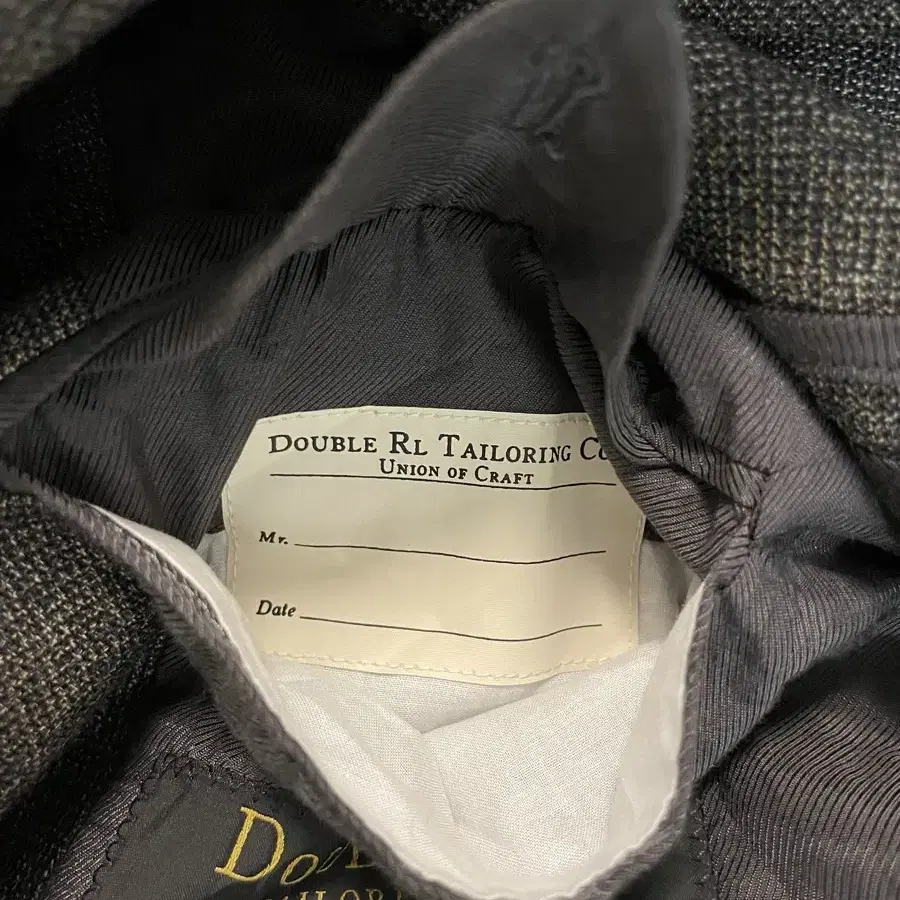 DOUBLE RL TAILORING CO
UNION OF CRAFT
Mr.
Date